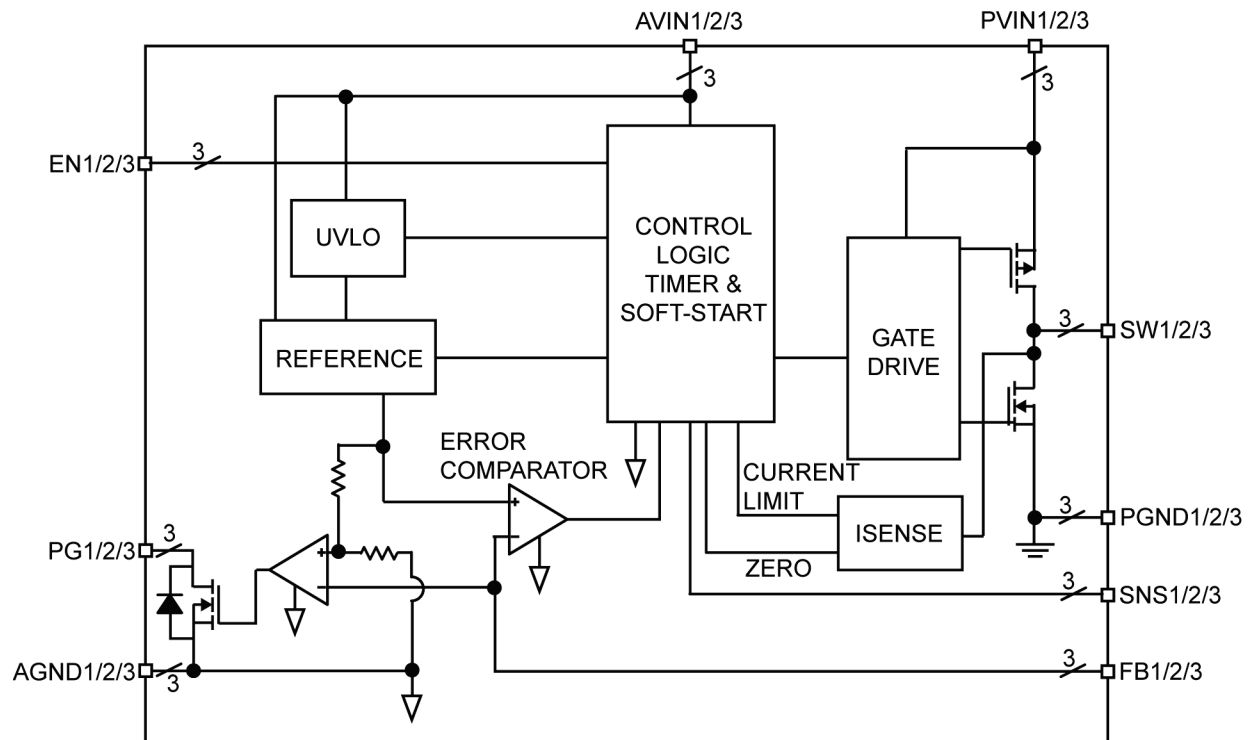 AVIN1/2/3
PVIN1/2/3
3
3
EN1/2/3
3
UVLO
CONTROL
LOGIC
TIMER &
SOFT-START
GATE
DRIVE
3
SW1/2/3
REFERENCE
ERROR
COMPARATOR
+
–
CURRENT
LIMIT
ISENSE
ZERO
3
PGND1/2/3
PG1/2/3
3
+
–
3
SNS1/2/3
AGND1/2/3
3
3
FB1/2/3